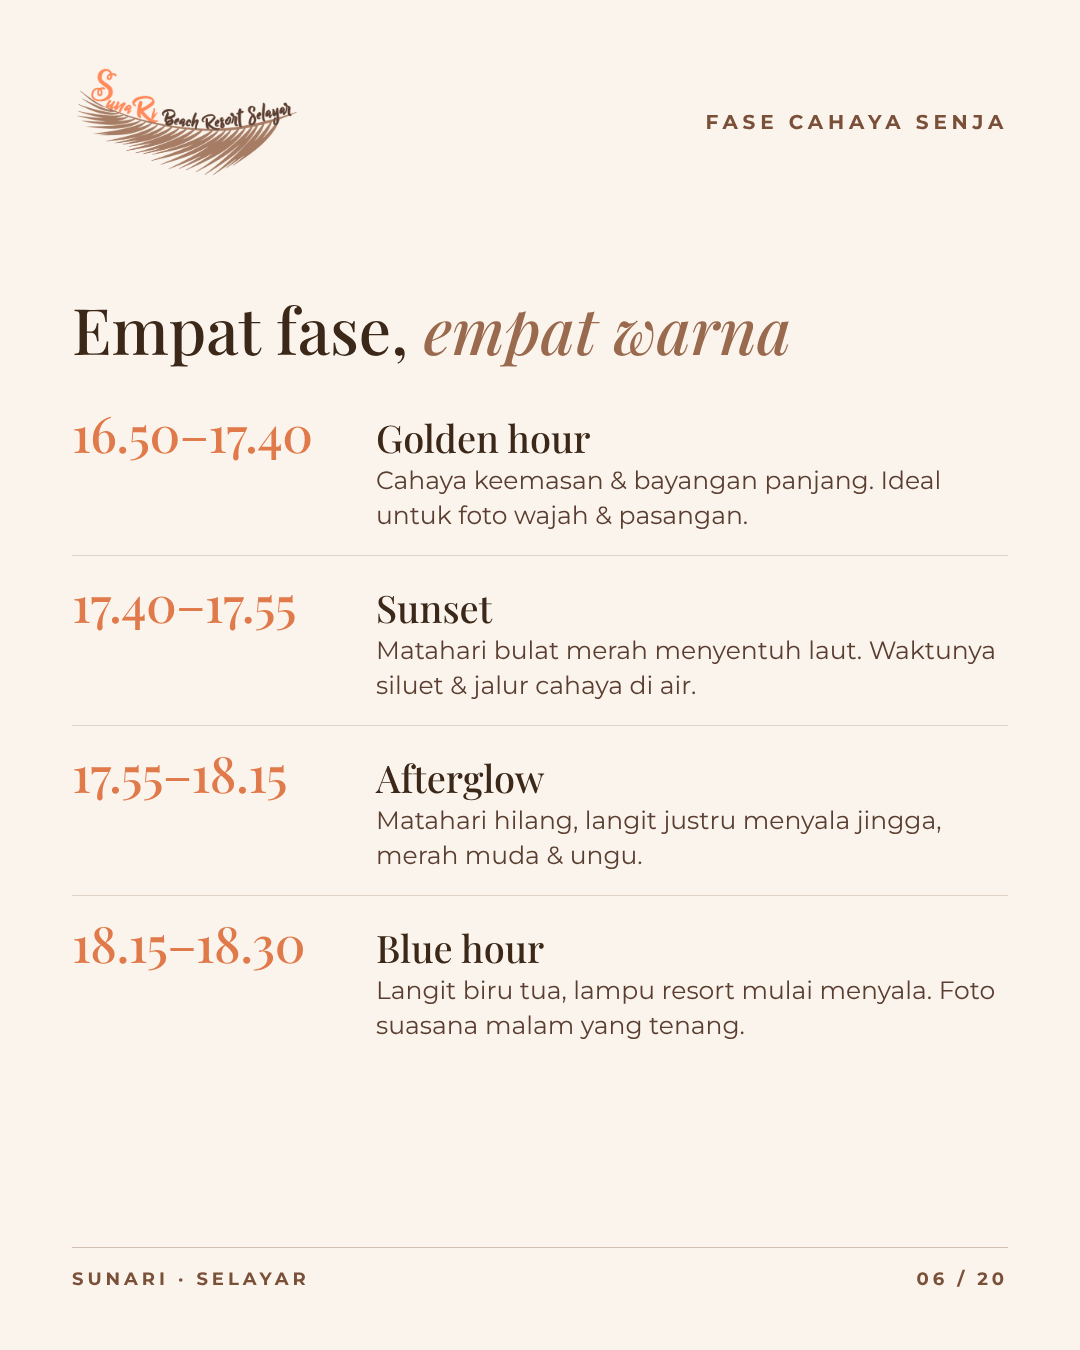 SunaRi Beach Resort Selayar
FASE CAHAYA SENJA
Empat fase, empat warna
16.50–17.40
Golden hour
Cahaya keemasan & bayangan panjang. Ideal
untuk foto wajah & pasangan.
17.40–17.55
Sunset
Matahari bulat merah menyentuh laut. Waktunya
siluet & jalur cahaya di air.
17.55–18.15
Afterglow
Matahari hilang, langit justru menyala jingga,
merah muda & ungu.
18.15–18.30
Blue hour
Langit biru tua, lampu resort mulai menyala. Foto
suasana malam yang tenang.
SUNARI · SELAYAR
06 / 20